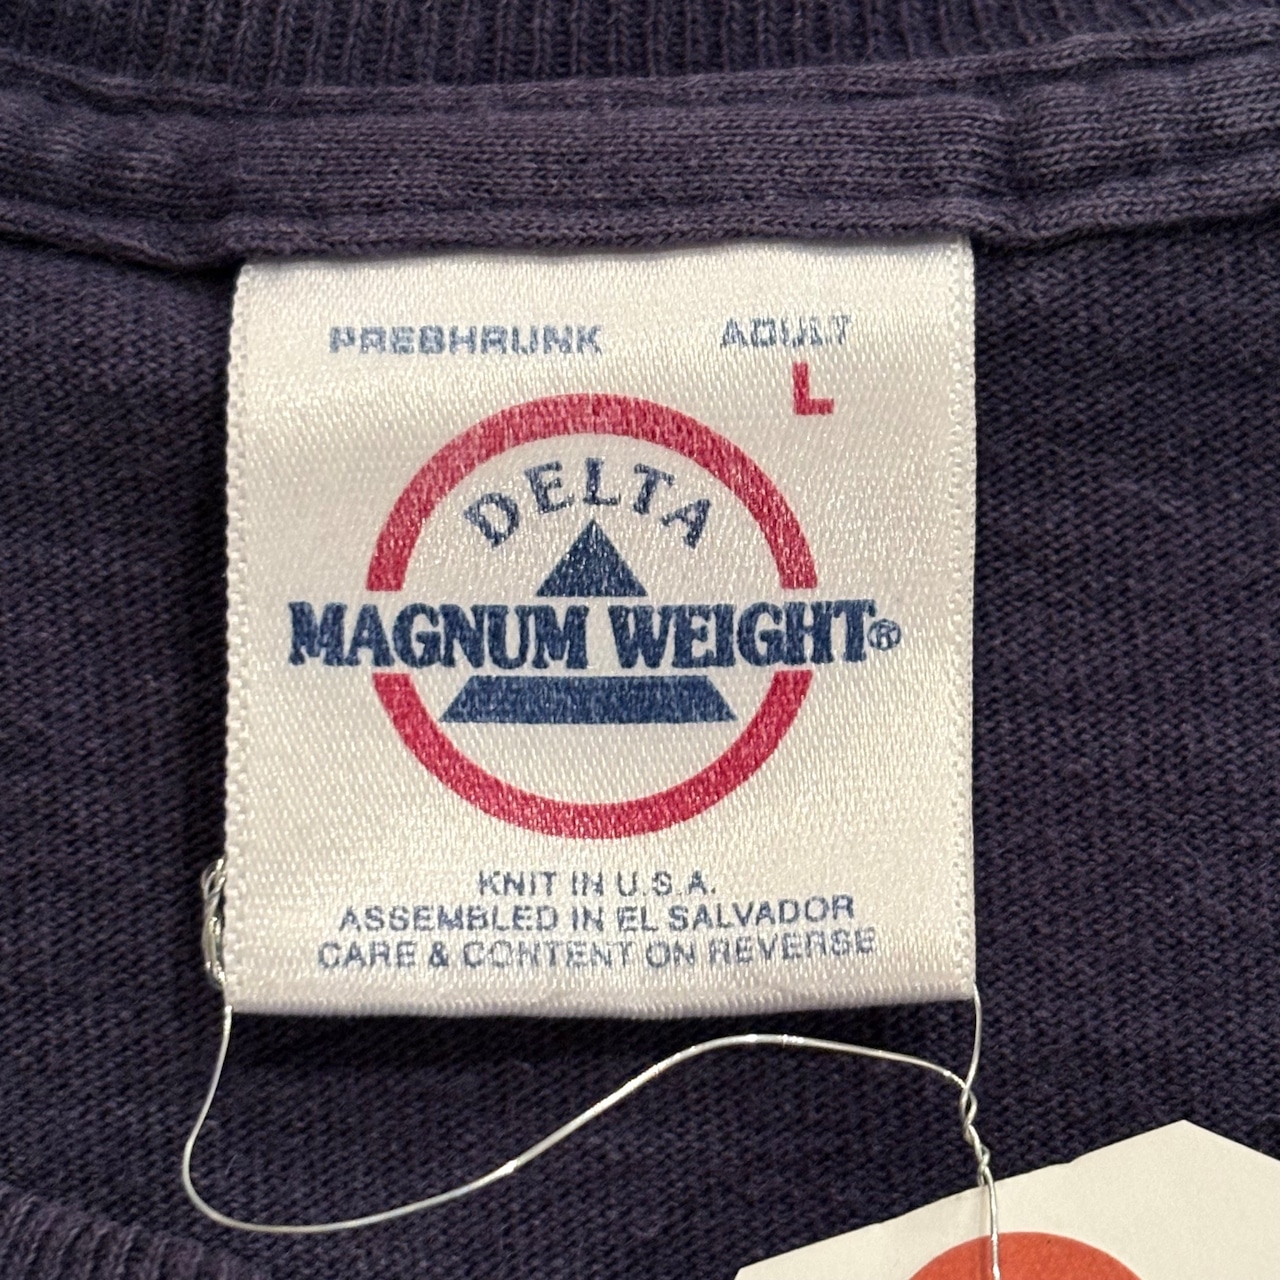 PRESHRUNK ADULT
L
DELTA
MAGNUM WEIGHT®
KNIT IN U.S.A.
ASSEMBLED IN EL SALVADOR
CARE & CONTENT ON REVERSE